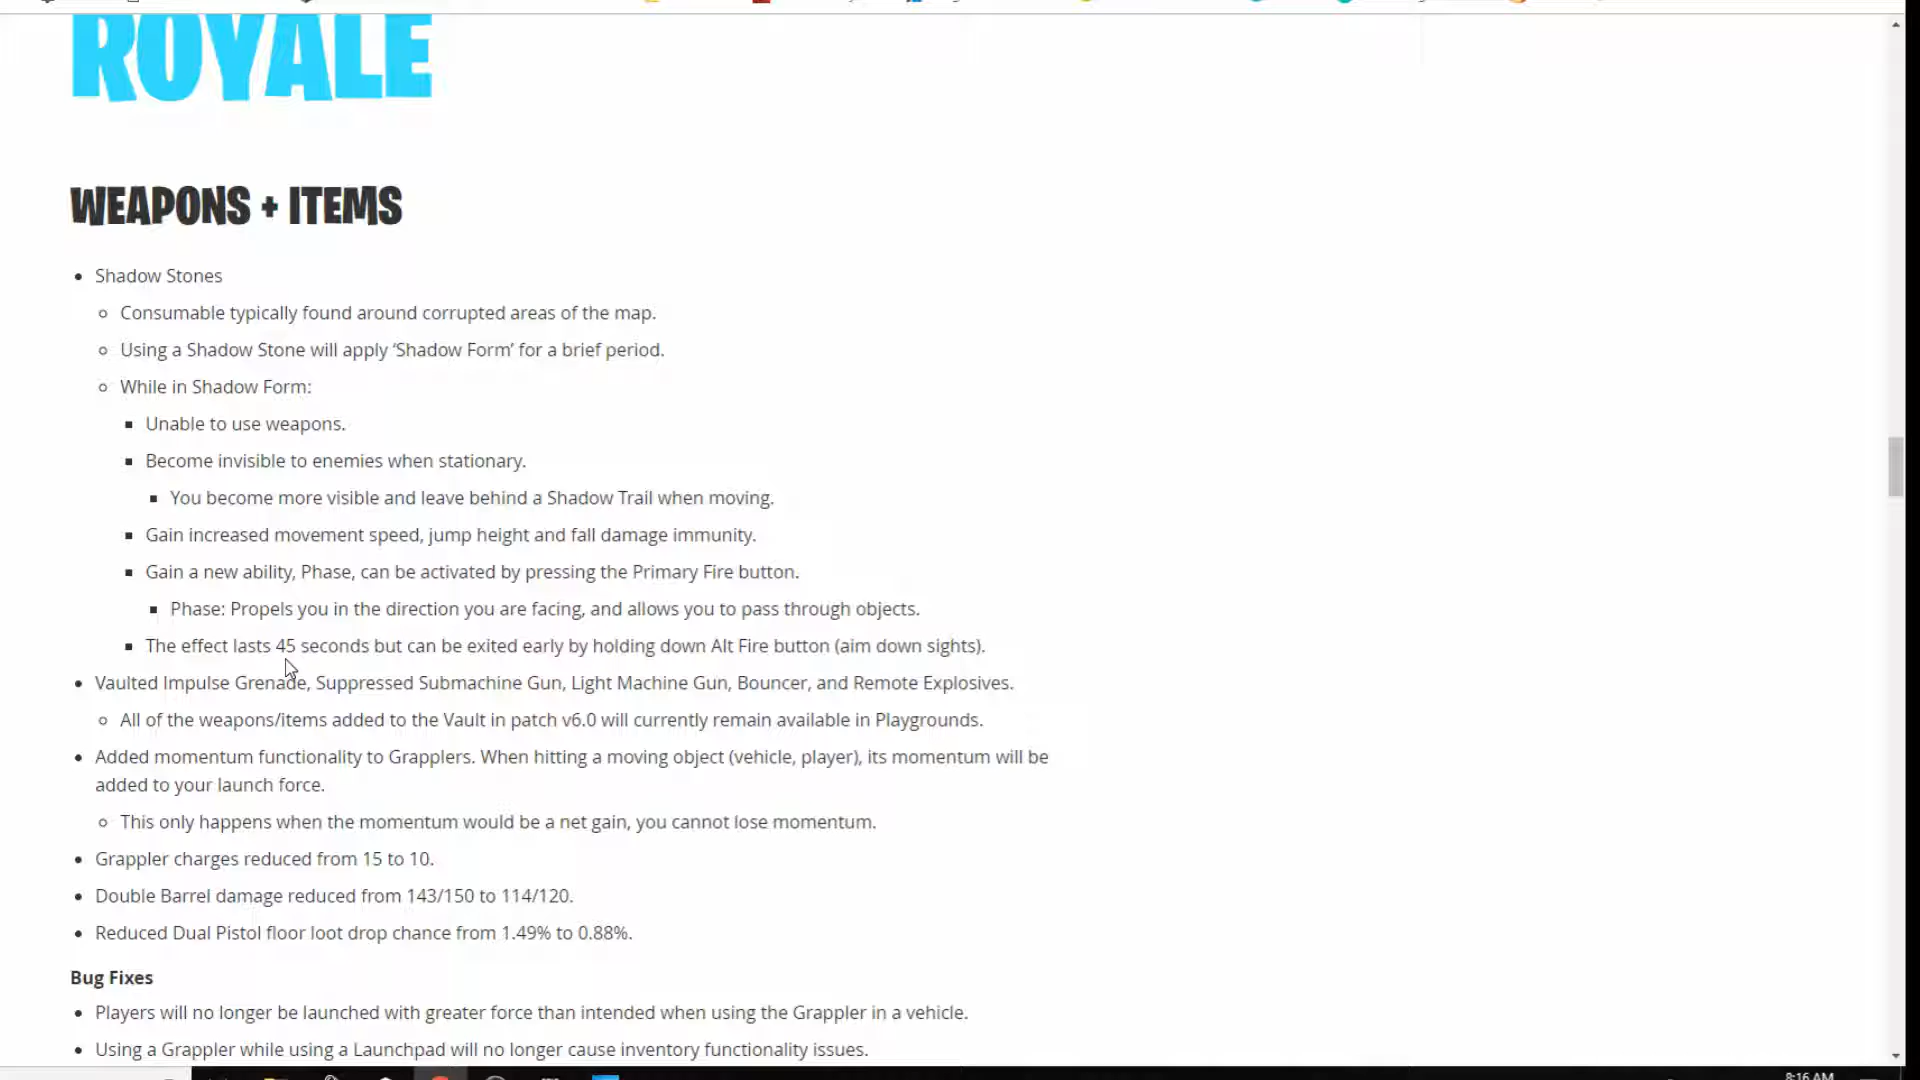 ROYALE
WEAPONS + ITEMS
Shadow Stones
Consumable typically found around corrupted areas of the map.
Using a Shadow Stone will apply ‘Shadow Form’ for a brief period.
While in Shadow Form:
Unable to use weapons.
Become invisible to enemies when stationary.
You become more visible and leave behind a Shadow Trail when moving.
Gain increased movement speed, jump height and fall damage immunity.
Gain a new ability, Phase, can be activated by pressing the Primary Fire button.
Phase: Propels you in the direction you are facing, and allows you to pass through objects.
The effect lasts 45 seconds but can be exited early by holding down Alt Fire button (aim down sights).
Vaulted Impulse Grenade, Suppressed Submachine Gun, Light Machine Gun, Bouncer, and Remote Explosives.
All of the weapons/items added to the Vault in patch v6.0 will currently remain available in Playgrounds.
Added momentum functionality to Grapplers. When hitting a moving object (vehicle, player), its momentum will be
added to your launch force.
This only happens when the momentum would be a net gain, you cannot lose momentum.
Grappler charges reduced from 15 to 10.
Double Barrel damage reduced from 143/150 to 114/120.
Reduced Dual Pistol floor loot drop chance from 1.49% to 0.88%.
Bug Fixes
Players will no longer be launched with greater force than intended when using the Grappler in a vehicle.
Using a Grappler while using a Launchpad will no longer cause inventory functionality issues.
8:16 AM